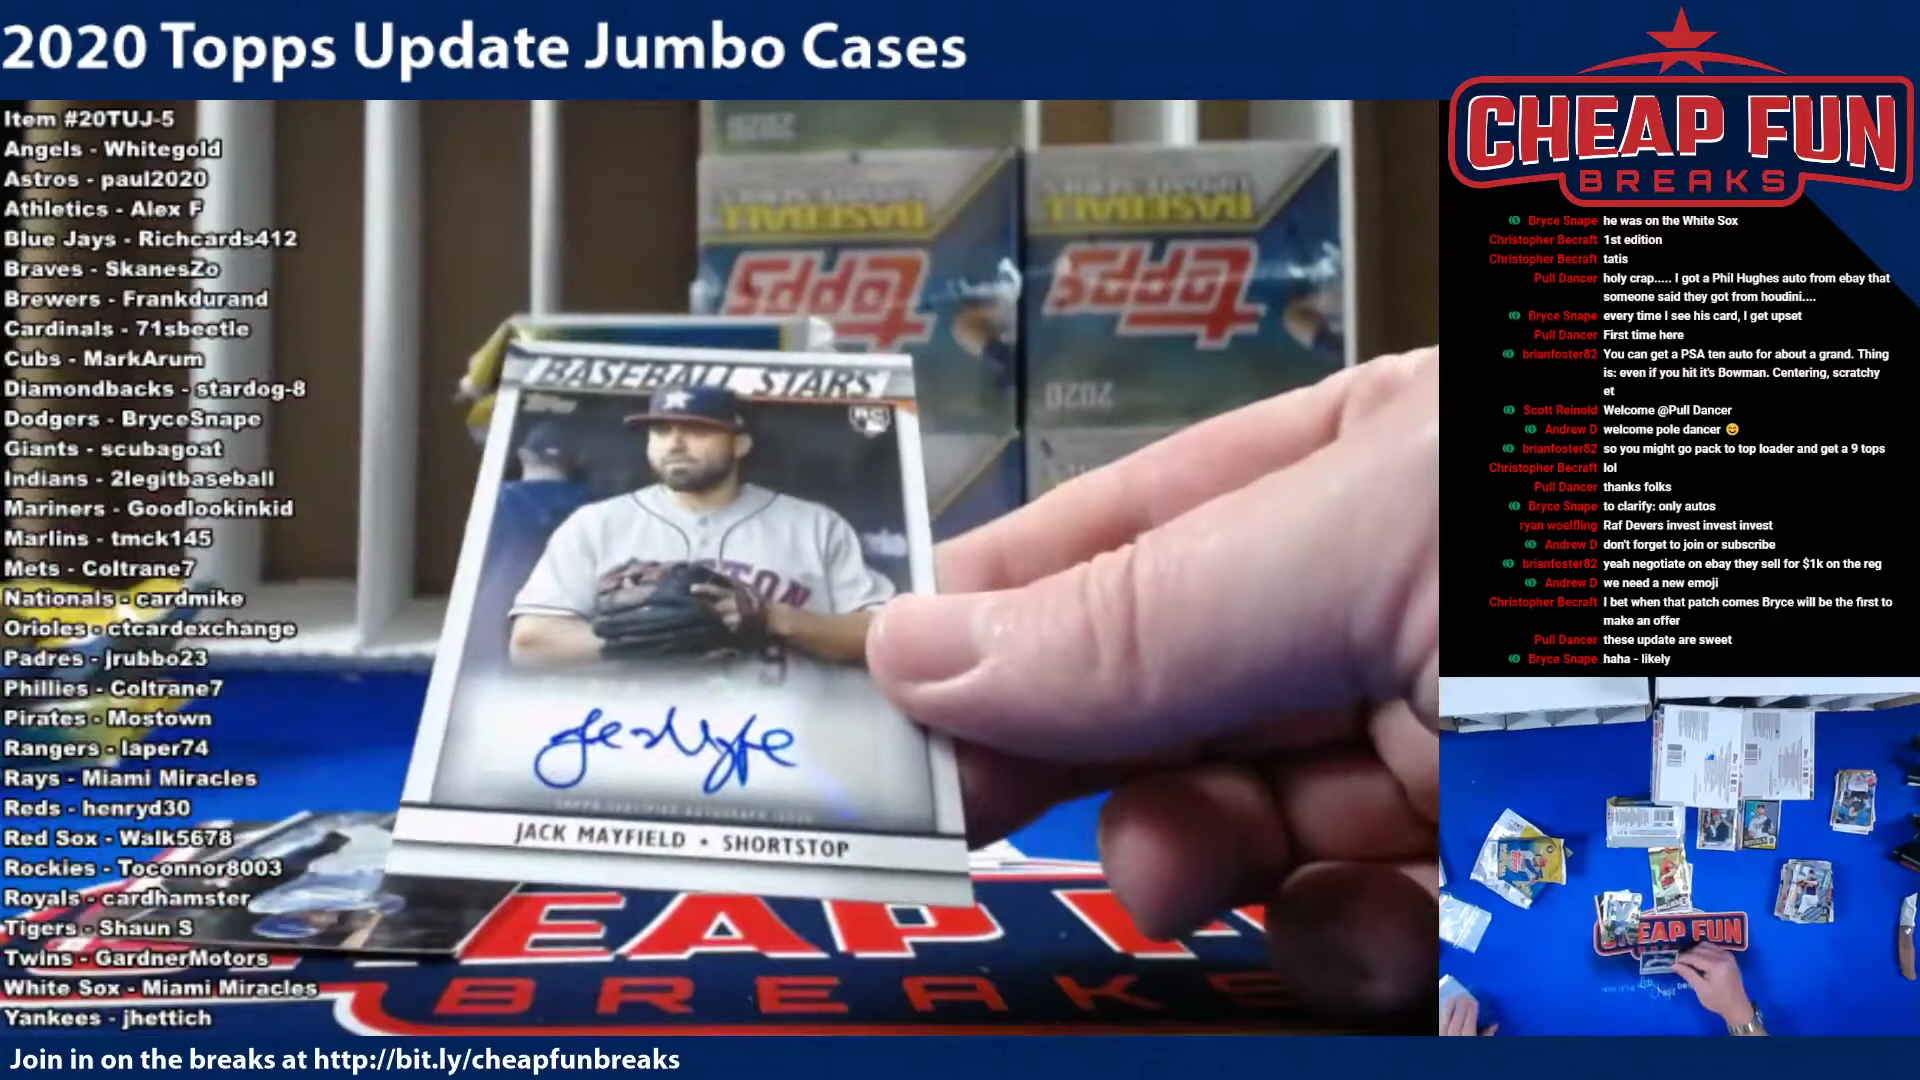 2020 Topps Update Jumbo Cases
Item #20TUJ-5
Angels - Whitegold
Astros - paul2020
Athletics - Alex F
Blue Jays - Richcards412
Braves - SkanesZo
Brewers - Frankdurand
Cardinals - 71sbeetle
Cubs - MarkArum
Diamondbacks - stardog-8
Dodgers - BryceSnape
Giants - scubagoat
Indians - 2legitbaseball
Mariners - Goodlookinkid
Marlins - tmck145
Mets - Coltrane7
Nationals - cardmike
Orioles - ctcardexchange
Padres - jrubbo23
Phillies - Coltrane7
Pirates - Mostown
Rangers - laper74
Rays - Miami Miracles
Reds - henryd30
Red Sox - Walk5678
Rockies - Toconnor8003
Royals - cardhamster
Tigers - Shaun S
Twins - GardnerMotors
White Sox - Miami Miracles
Yankees - jhettich
2020
BASEBALL
BASEBALL
Topps
Topps
2020
BASEBALL STARS
Topps
RC
HOUSTON
TOPPS CERTIFIED AUTOGRAPH ISSUE
JACK MAYFIELD • SHORTSTOP
EAP
BREAKS
CHEAP FUN
BREAKS
Bryce Snape he was on the White Sox
Christopher Becraft 1st edition
Christopher Becraft tatis
Pull Dancer holy crap..... I got a Phil Hughes auto from ebay that
someone said they got from houdini....
Bryce Snape every time I see his card, I get upset
Pull Dancer First time here
brianfoster82 You can get a PSA ten auto for about a grand. Thing
is: even if you hit it's Bowman. Centering, scratchy
et
Scott Reinold Welcome @Pull Dancer
Andrew D welcome pole dancer 😊
brianfoster82 so you might go pack to top loader and get a 9 tops
Christopher Becraft lol
Pull Dancer thanks folks
Bryce Snape to clarify: only autos
ryan woelfling Raf Devers invest invest invest
Andrew D don't forget to join or subscribe
brianfoster82 yeah negotiate on ebay they sell for $1k on the reg
Andrew D we need a new emoji
Christopher Becraft I bet when that patch comes Bryce will be the first to
make an offer
Pull Dancer these update are sweet
Bryce Snape haha - likely
EAP FUN
Join in on the breaks at http://bit.ly/cheapfunbreaks